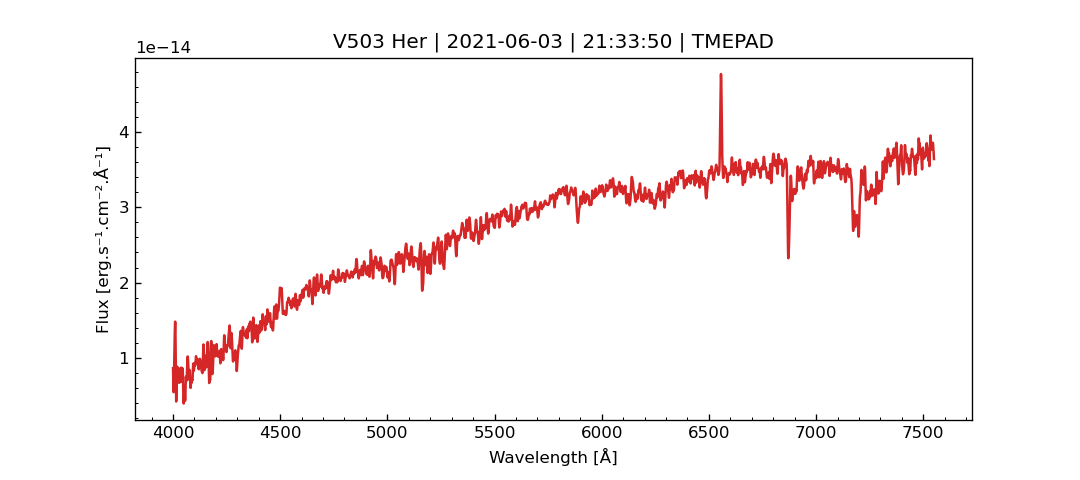 V503 Her | 2021-06-03 | 21:33:50 | TMEPAD
1e−14
4
3
2
1
Flux [erg.s⁻¹.cm⁻².Å⁻¹]
4000 4500 5000 5500 6000 6500 7000 7500
Wavelength [Å]